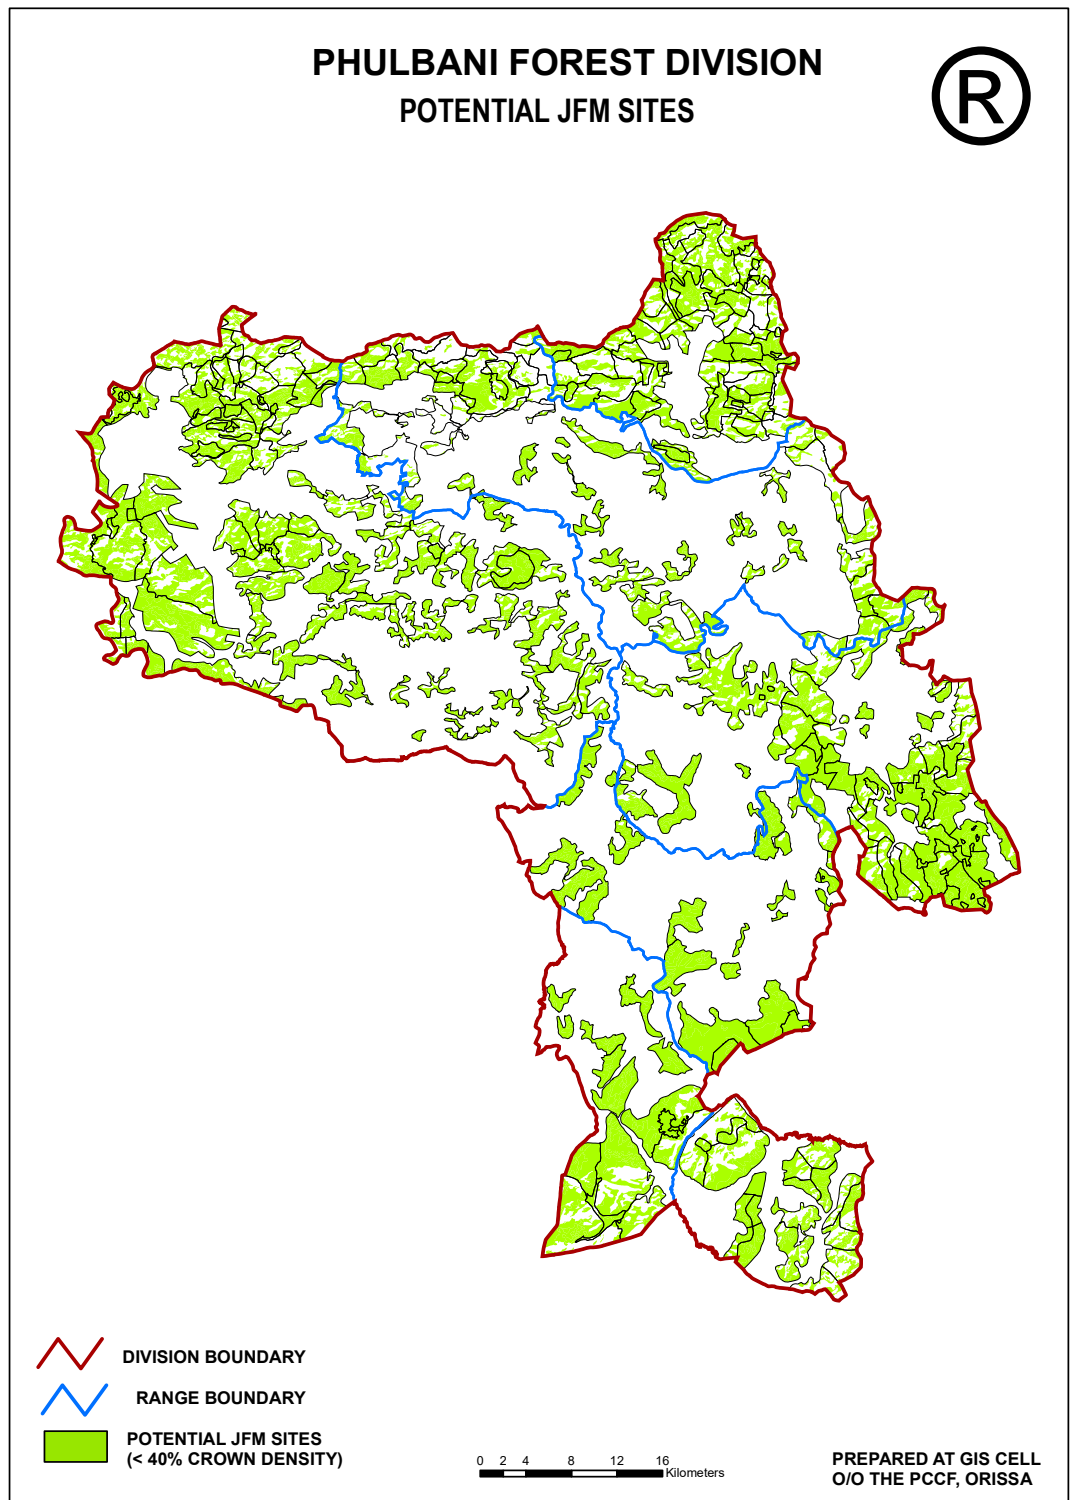 PHULBANI FOREST DIVISION
POTENTIAL JFM SITES
R
DIVISION BOUNDARY
RANGE BOUNDARY
POTENTIAL JFM SITES
(< 40% CROWN DENSITY)
0 2 4 8 12 16
Kilometers
PREPARED AT GIS CELL
O/O THE PCCF, ORISSA